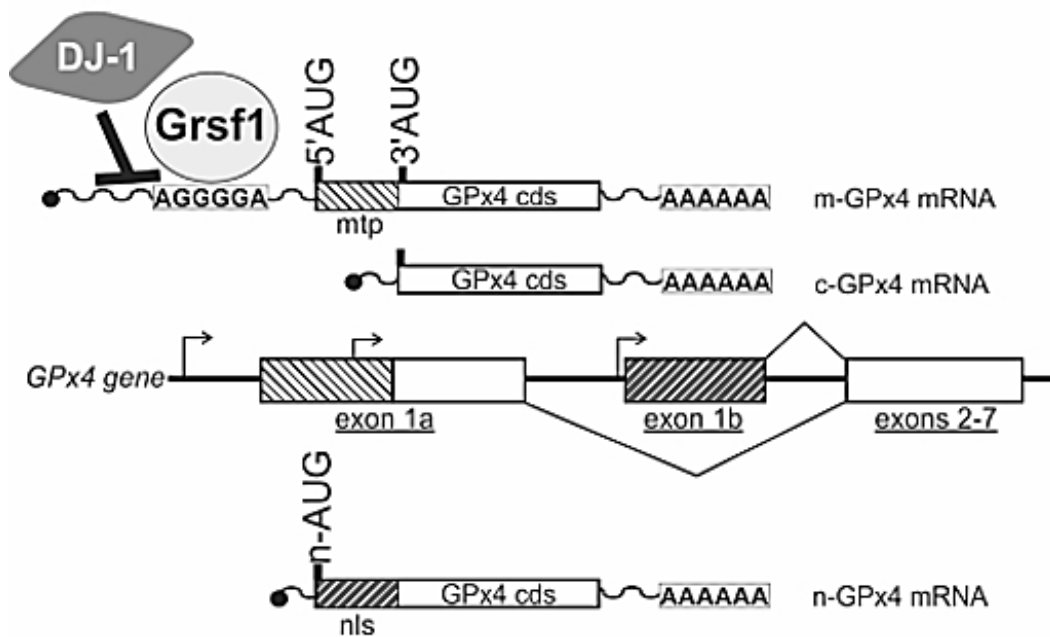 DJ-1
Grsf1
5'AUG
3'AUG
AGGGGA
GPx4 cds
AAAAAA
m-GPx4 mRNA
mtp
GPx4 cds
AAAAAA
c-GPx4 mRNA
GPx4 gene
exon 1a
exon 1b
exons 2-7
n-AUG
GPx4 cds
AAAAAA
n-GPx4 mRNA
nls